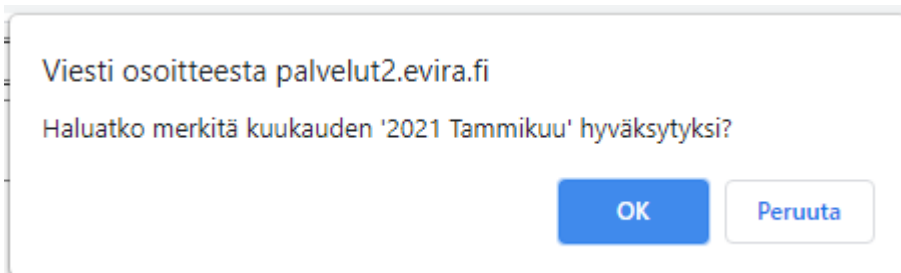 Viesti osoitteesta palvelut2.evira.fi
Haluatko merkitä kuukauden '2021 Tammikuu' hyväksytyksi?
OK
Peruuta